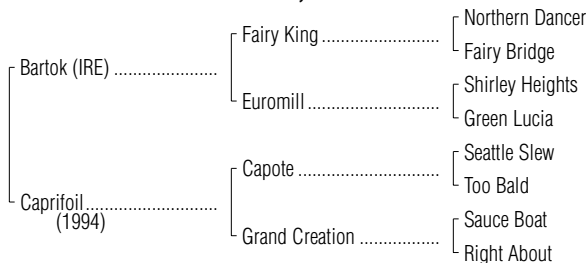 Northern Dancer
Fairy King ........................
Fairy Bridge
Bartok (IRE) .....................
Shirley Heights
Euromill ...........................
Green Lucia
Seattle Slew
Capote .............................
Too Bald
Caprifoil...........................
(1994)
Sauce Boat
Grand Creation ................
Right About